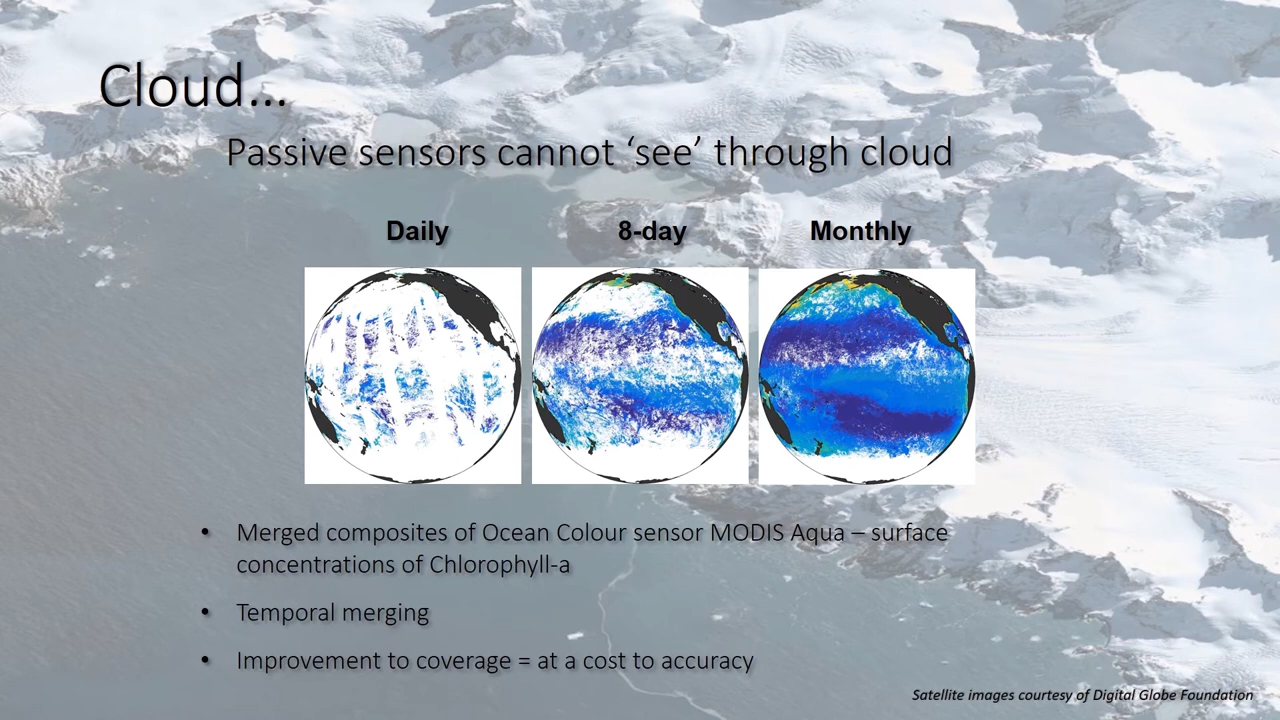 Cloud...
Passive sensors cannot ‘see’ through cloud
Daily
8-day
Monthly
• Merged composites of Ocean Colour sensor MODIS Aqua – surface
concentrations of Chlorophyll-a
• Temporal merging
• Improvement to coverage = at a cost to accuracy
Satellite images courtesy of Digital Globe Foundation